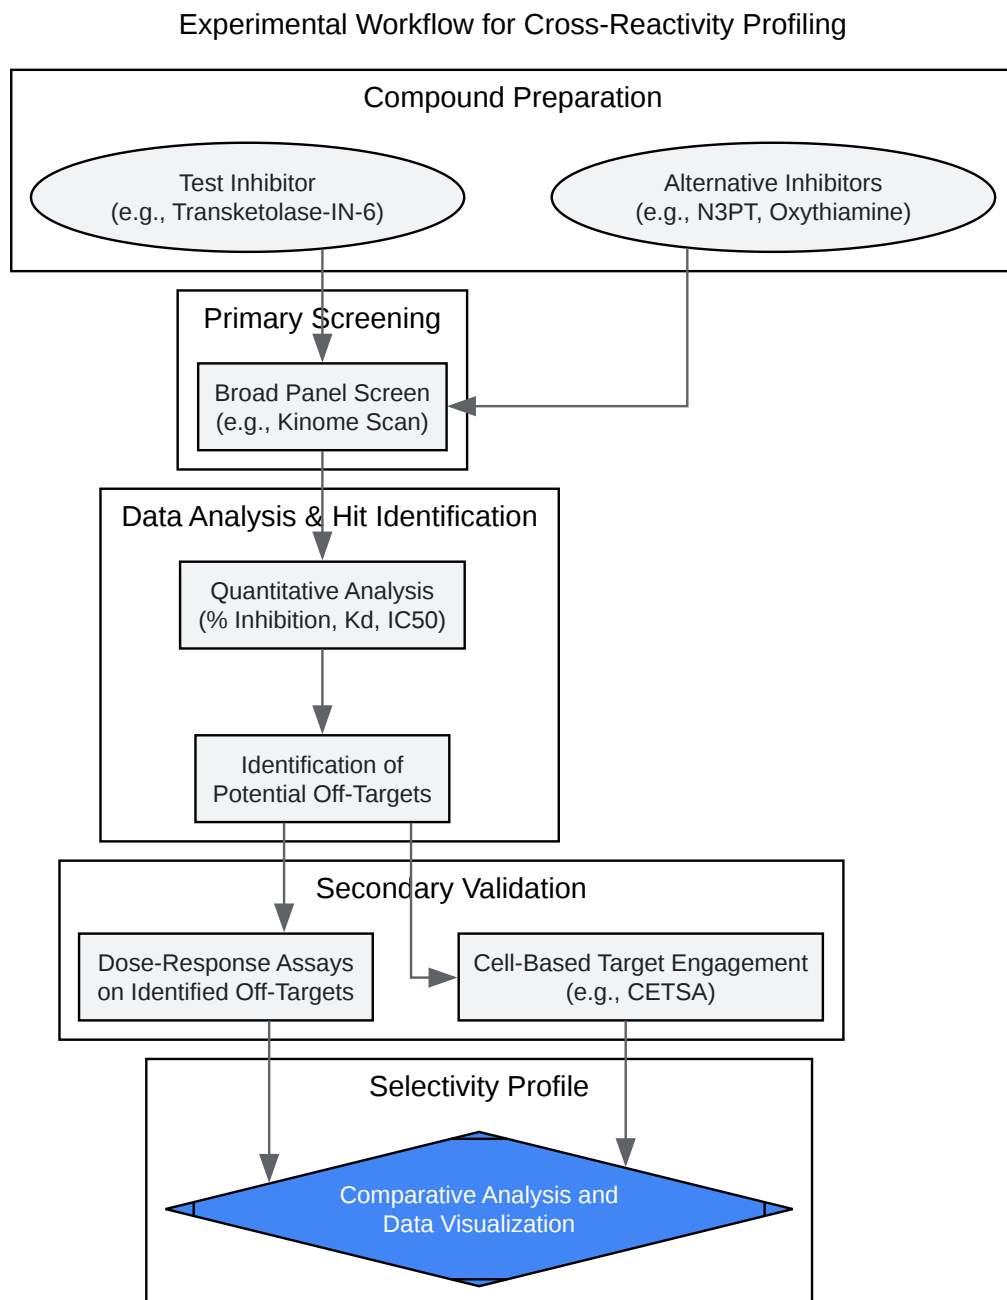 Experimental Workflow for Cross-Reactivity Profiling
Compound Preparation
Test Inhibitor
(e.g., Transketolase-IN-6)
Alternative Inhibitors
(e.g., N3PT, Oxythiamine)
Primary Screening
Broad Panel Screen
(e.g., Kinome Scan)
Data Analysis & Hit Identification
Quantitative Analysis
(% Inhibition, Kd, IC50)
Identification of
Potential Off-Targets
Secondary Validation
Dose-Response Assays
on Identified Off-Targets
Cell-Based Target Engagement
(e.g., CETSA)
Selectivity Profile
Comparative Analysis and
Data Visualization